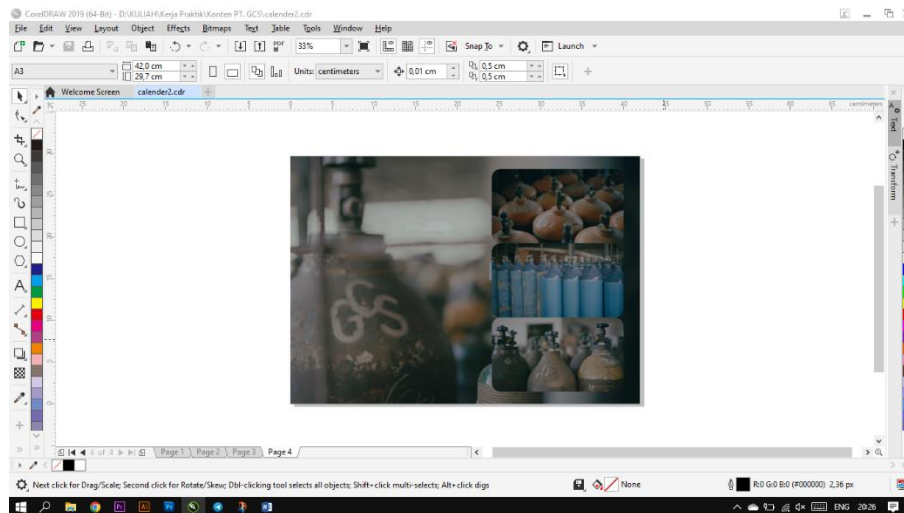 CorelDRAW 2019 (64-Bit) - D:\KULIAH\Kerja Praktik\Konten PT. GCS\calender2.cdr
File Edit View Layout Object Effects Bitmaps Text Table Tools Window Help
PDF 33% Snap To Launch
A3 42,0 cm 29,7 cm Units: centimeters 0,01 cm 0,5 cm 0,5 cm
Welcome Screen calender2.cdr
centimeters
Text
Transform
GCS
4 of 4 Page 1 Page 2 Page 3 Page 4
Next click for Drag/Scale; Second click for Rotate/Skew; Dbl-clicking tool selects all objects; Shift+click multi-selects; Alt+click digs None R:0 G:0 B:0 (#000000) 2,36 px
ENG 20:26